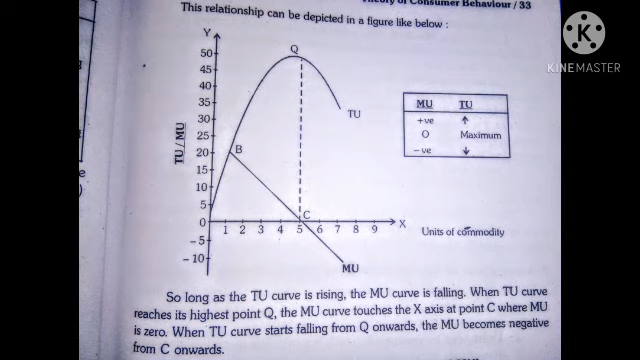 Theory of Consumer Behaviour / 33
This relationship can be depicted in a figure like below :
K
KINEMASTER
Y
Q
50
45
40
35
30
25
20
15
10
5
0
– 5
– 10
TU / MU
TU
B
C
X
1 2 3 4 5 6 7 8 9
Units of commodity
MU
MU TU
+ve ↑
O Maximum
– ve ↓
So long as the TU curve is rising, the MU curve is falling. When TU curve
reaches its highest point Q, the MU curve touches the X axis at point C where MU
is zero. When TU curve starts falling from Q onwards, the MU becomes negative
from C onwards.